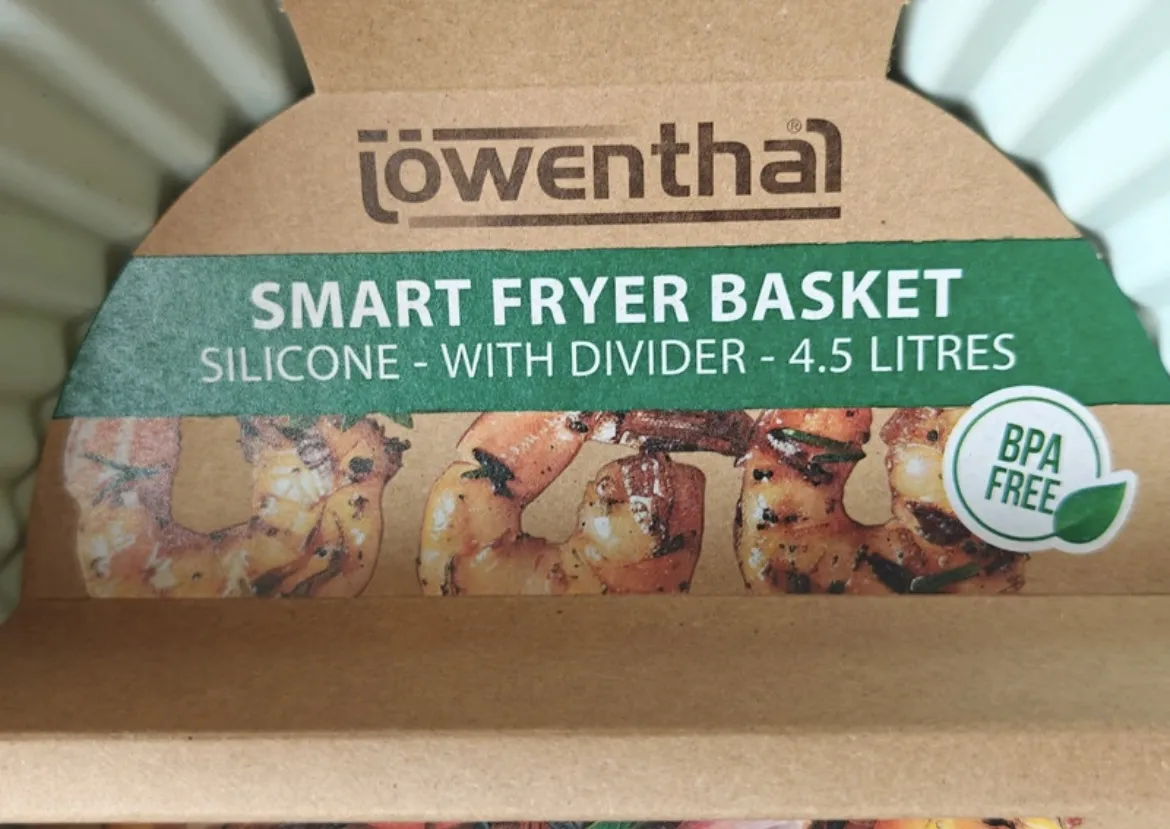 löwenthal®
SMART FRYER BASKET
SILICONE - WITH DIVIDER - 4.5 LITRES
BPA
FREE